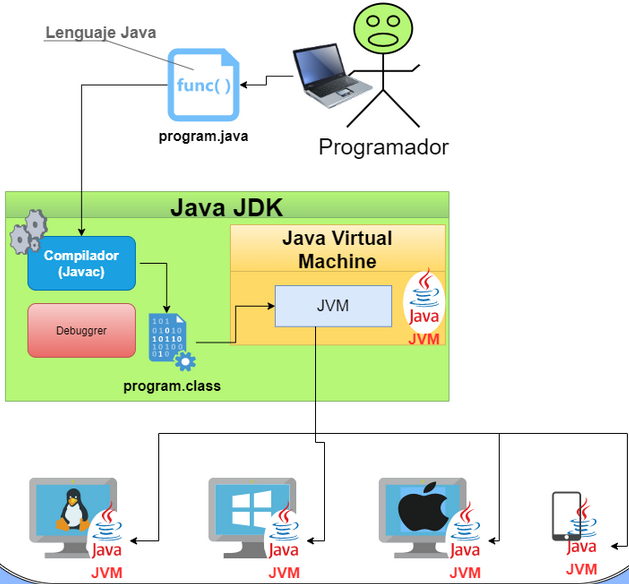 Lenguaje Java
func( )
program.java
Programador
Java JDK
Compilador
(Javac)
Debuggrer
101
01010
10110
10100
010
program.class
Java Virtual
Machine
JVM
Java
JVM
Java
JVM
Java
JVM
Java
JVM
Java
JVM